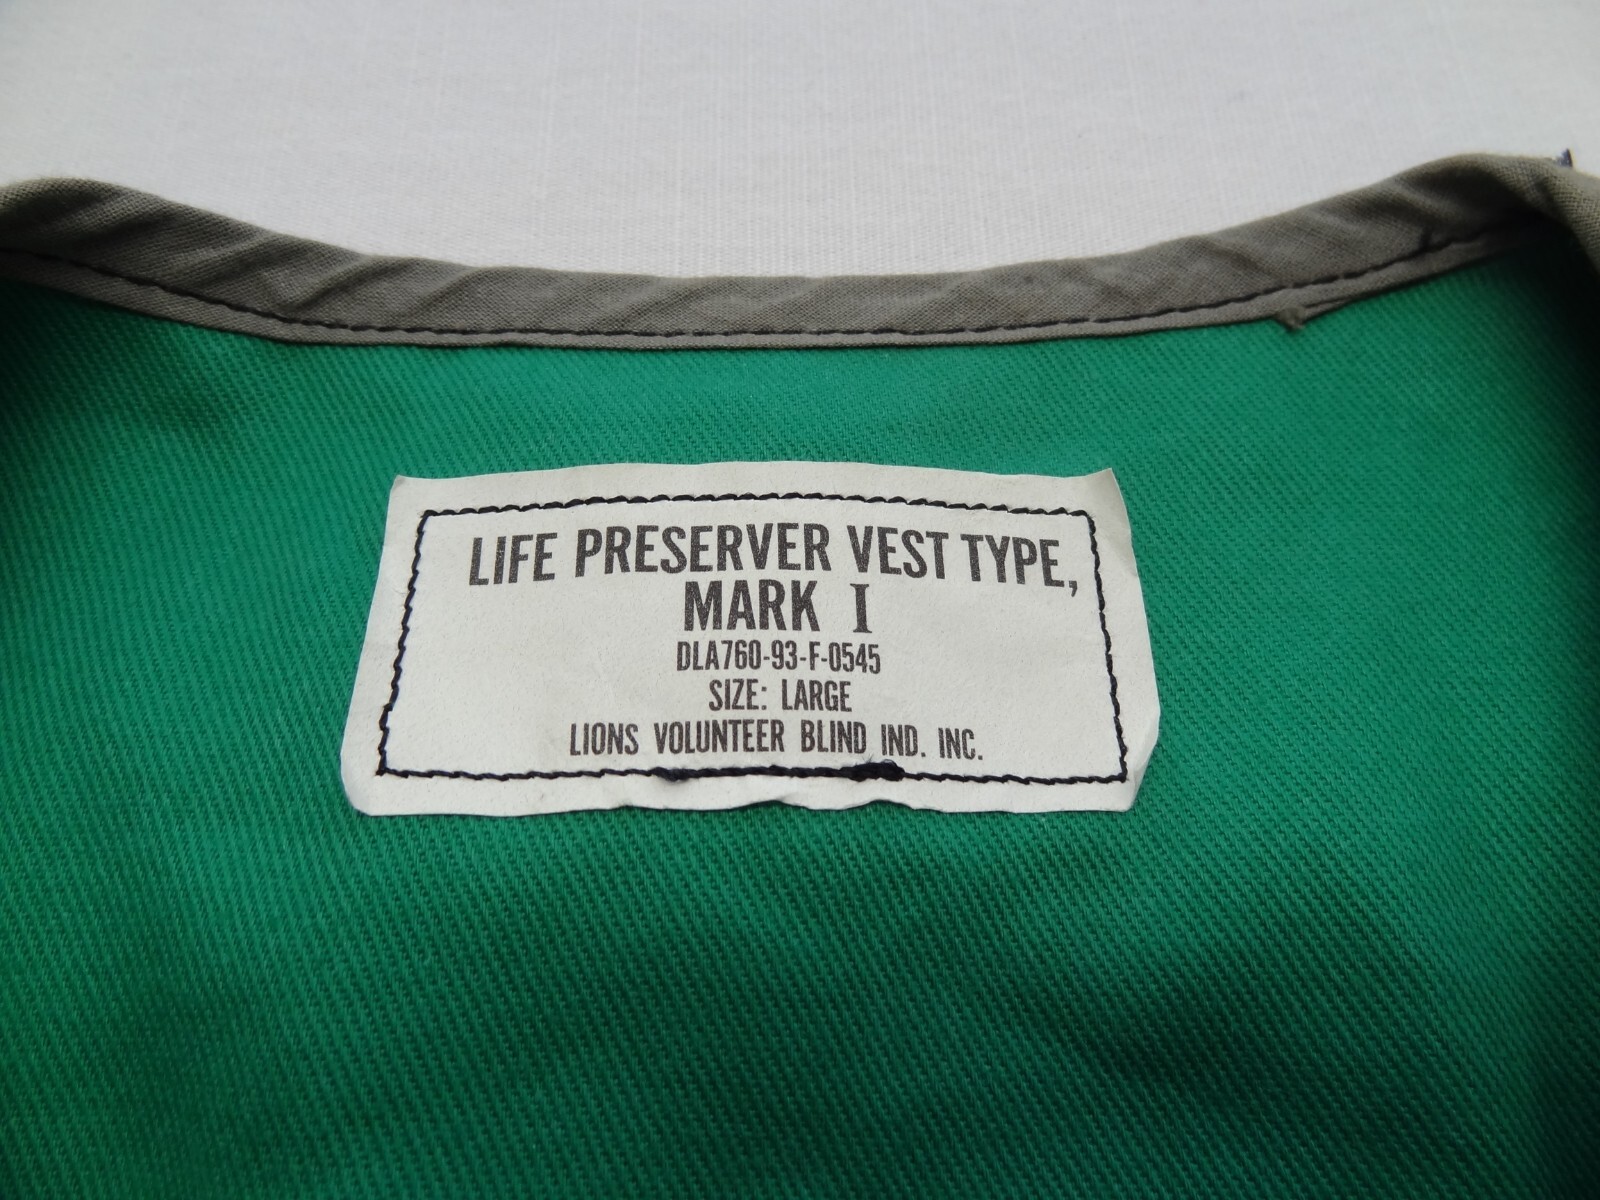 LIFE PRESERVER VEST TYPE,
MARK I
DLA760-93-F-0545
SIZE: LARGE
LIONS VOLUNTEER BLIND IND. INC.